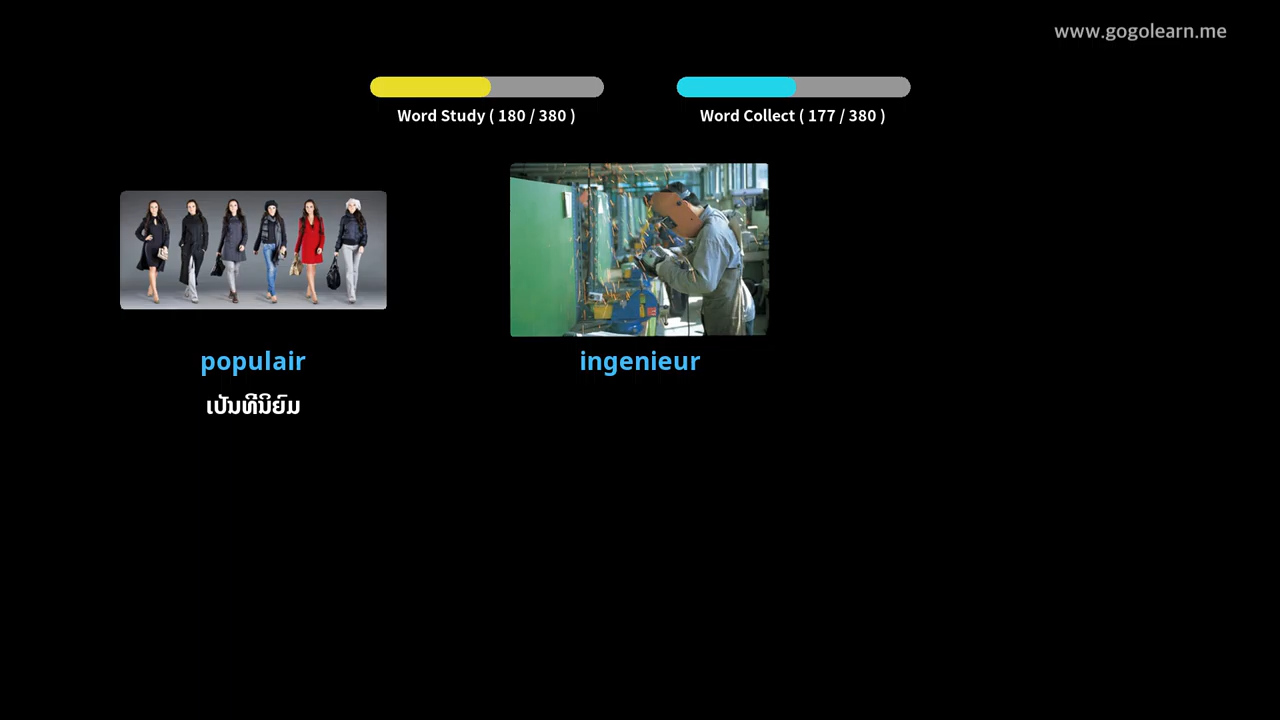 www.gogolearn.me
Word Study ( 180 / 380 )
Word Collect ( 177 / 380 )
populair
ເປັນທີ່ນິຍົມ
ingenieur